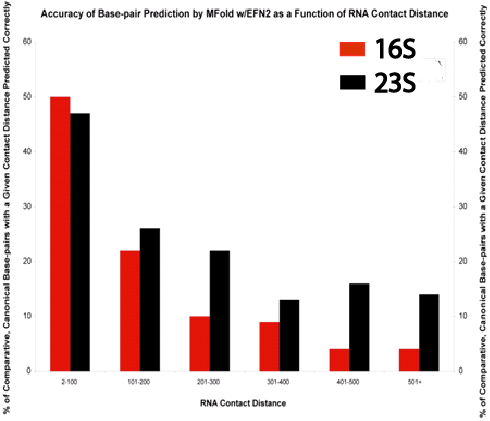 Accuracy of Base-pair Prediction by MFold w/EFN2 as a Function of RNA Contact Distance
% of Comparative, Canonical Base-pairs with a Given Contact Distance Predicted Correctly
60
50
40
30
20
10
0
16S
23S
60
50
40
30
20
10
0
% of Comparative, Canonical Base-pairs with a Given Contact Distance Predicted Correctly
2-100 101-200 201-300 301-400 401-500 501+
RNA Contact Distance